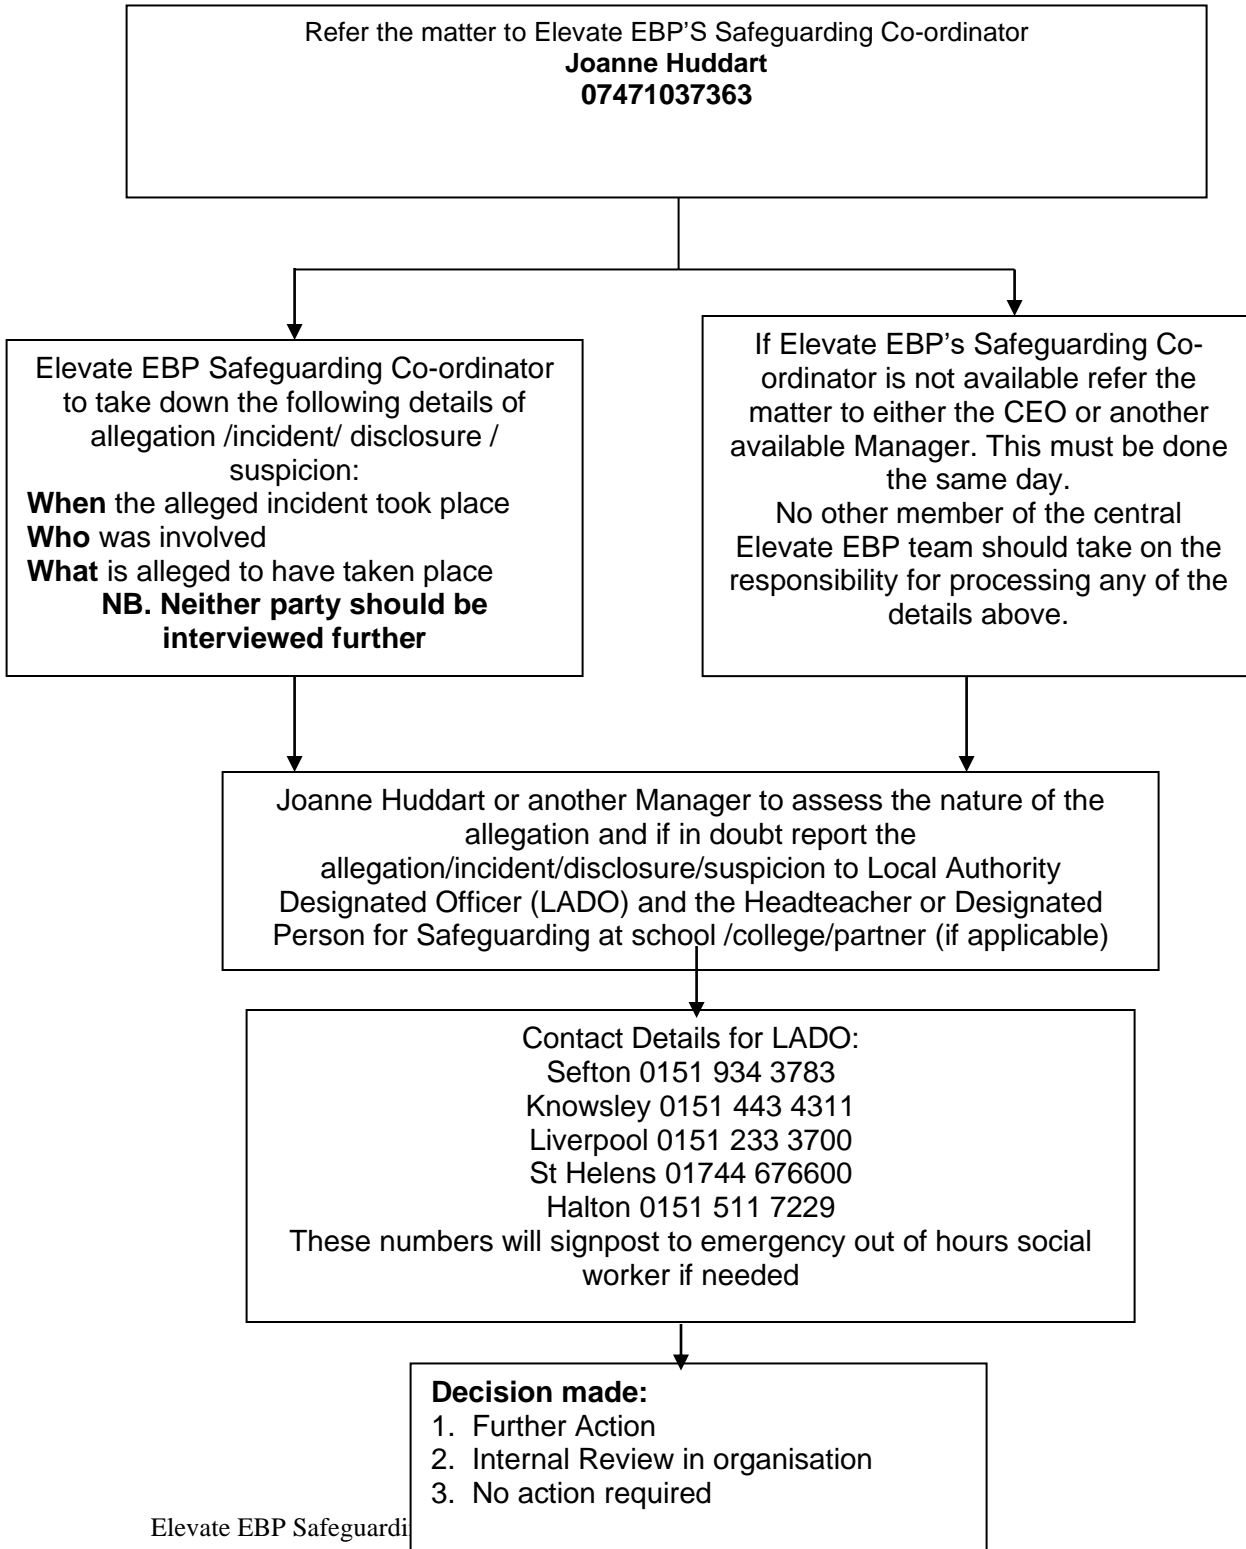 Refer the matter to Elevate EBP'S Safeguarding Co-ordinator
Joanne Huddart
07471037363
Elevate EBP Safeguarding Co-ordinator
to take down the following details of
allegation /incident/ disclosure /
suspicion:
When the alleged incident took place
Who was involved
What is alleged to have taken place
NB. Neither party should be
interviewed further
If Elevate EBP's Safeguarding Co-
ordinator is not available refer the
matter to either the CEO or another
available Manager. This must be done
the same day.
No other member of the central
Elevate EBP team should take on the
responsibility for processing any of the
details above.
Joanne Huddart or another Manager to assess the nature of the
allegation and if in doubt report the
allegation/incident/disclosure/suspicion to Local Authority
Designated Officer (LADO) and the Headteacher or Designated
Person for Safeguarding at school /college/partner (if applicable)
Contact Details for LADO:
Sefton 0151 934 3783
Knowsley 0151 443 4311
Liverpool 0151 233 3700
St Helens 01744 676600
Halton 0151 511 7229
These numbers will signpost to emergency out of hours social
worker if needed
Decision made:
1. Further Action
2. Internal Review in organisation
3. No action required
Elevate EBP